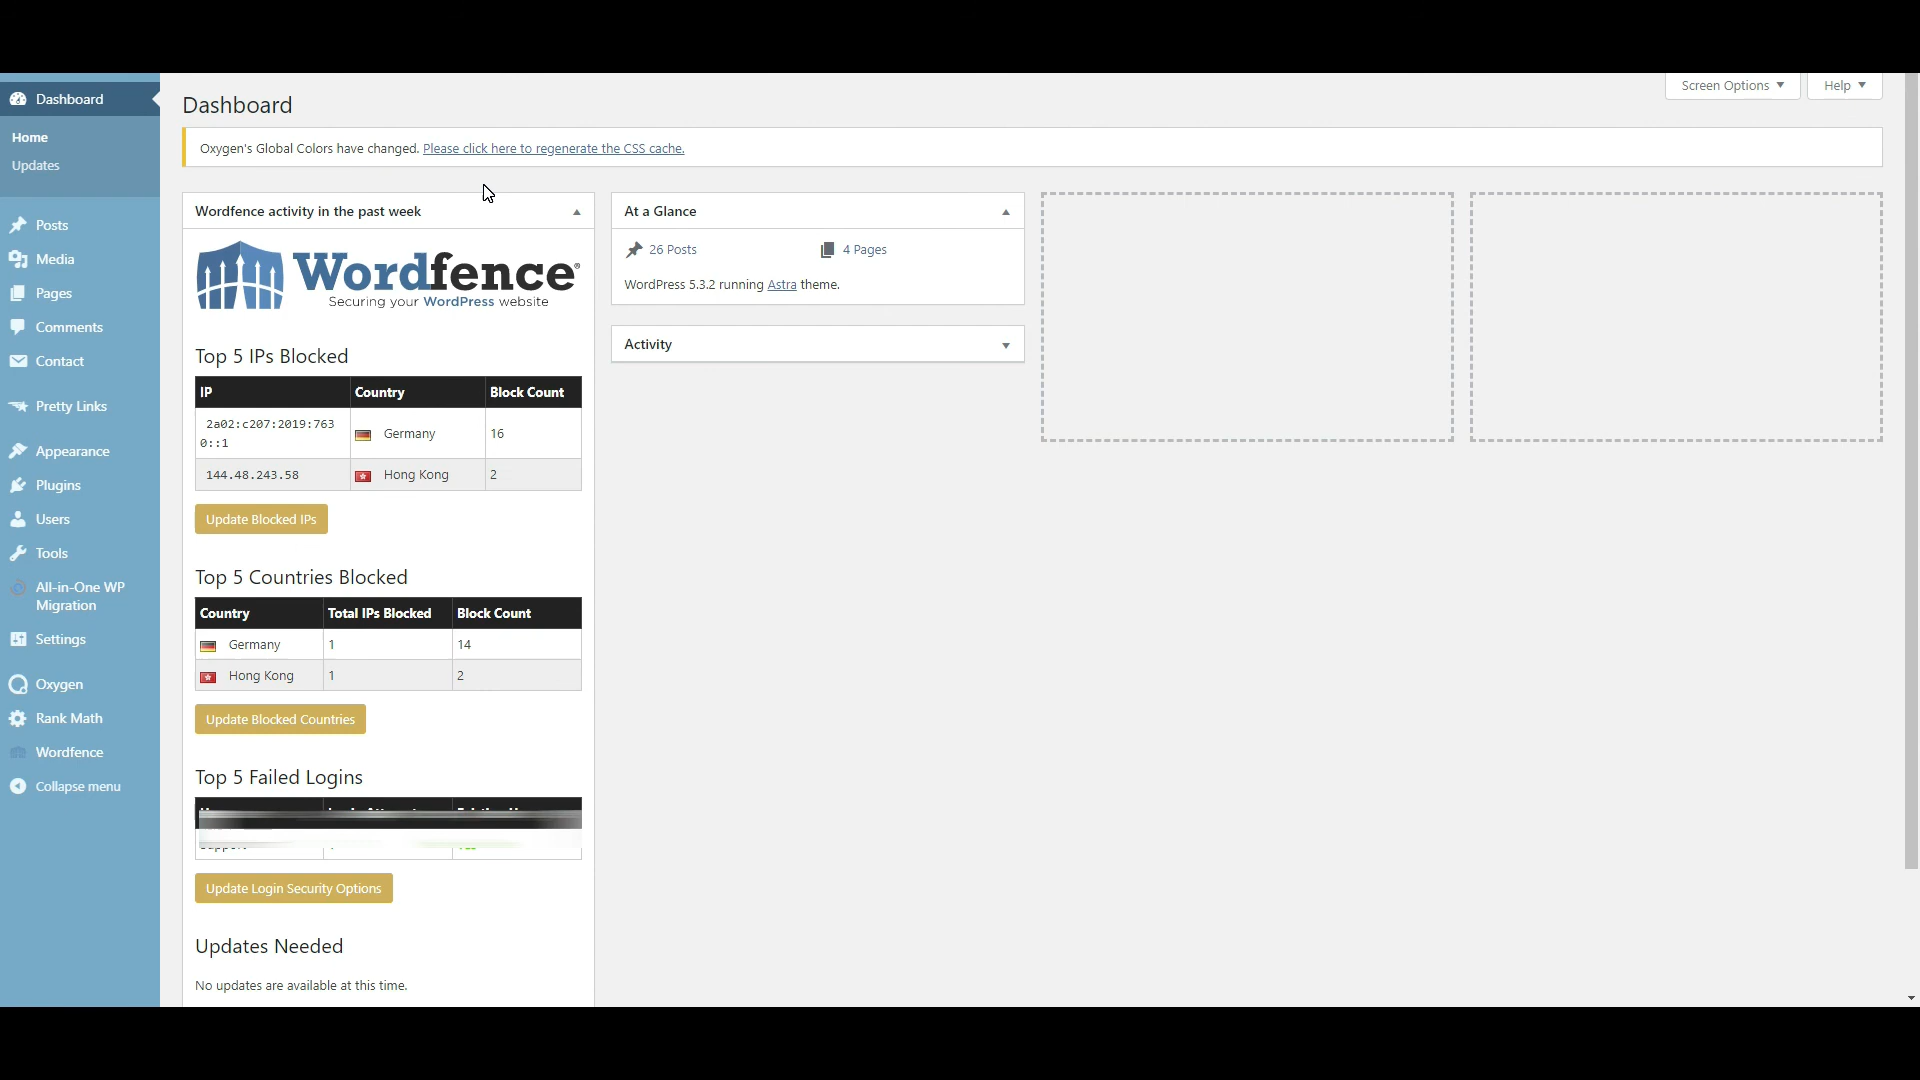 Dashboard
Home
Updates
Posts
Media
Pages
Comments
Contact
Pretty Links
Appearance
Plugins
Users
Tools
All-in-One WP
Migration
Settings
Oxygen
Rank Math
Wordfence
Collapse menu
Screen Options
Help
Dashboard
Oxygen's Global Colors have changed. Please click here to regenerate the CSS cache.
Wordfence activity in the past week
Wordfence®
Securing your WordPress website
Top 5 IPs Blocked
IP Country Block Count
2a02:c207:2019:763
0::1
Germany 16
144.48.243.58 Hong Kong 2
Update Blocked IPs
Top 5 Countries Blocked
Country Total IPs Blocked Block Count
Germany 1 14
Hong Kong 1 2
Update Blocked Countries
Top 5 Failed Logins
Update Login Security Options
Updates Needed
No updates are available at this time.
At a Glance
26 Posts 4 Pages
WordPress 5.3.2 running Astra theme.
Activity